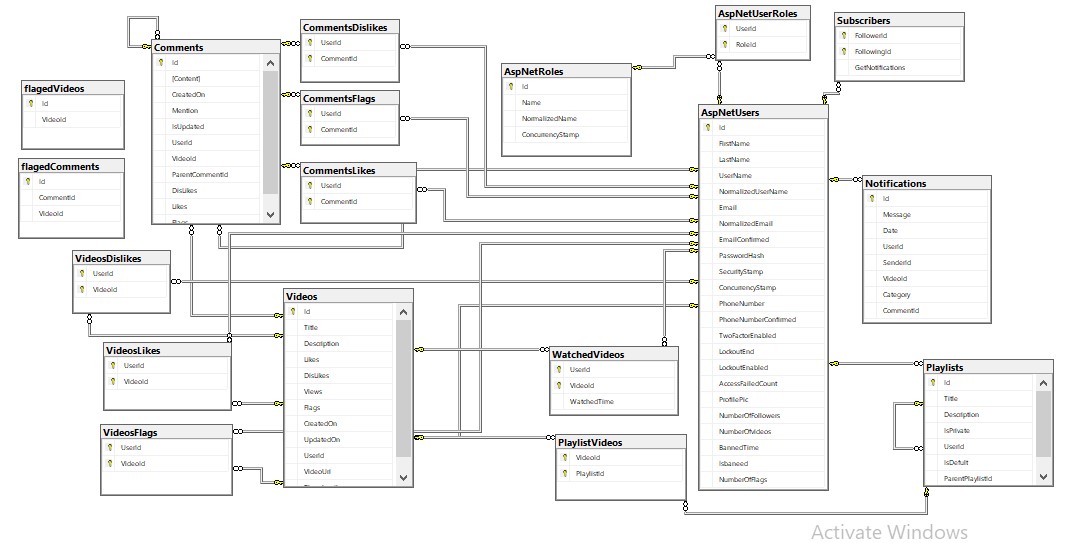 flagedVideos
Id
VideoId
flagedComments
Id
CommentId
VideoId
Comments
Id
[Content]
CreatedOn
Mention
IsUpdated
UserId
VideoId
ParentCommentId
DisLikes
Likes
Flags
CommentsDislikes
UserId
CommentId
CommentsFlags
UserId
CommentId
CommentsLikes
UserId
CommentId
AspNetRoles
Id
Name
NormalizedName
ConcurrencyStamp
AspNetUserRoles
UserId
RoleId
Subscribers
FollowerId
FollowingId
GetNotifications
AspNetUsers
Id
FirstName
LastName
UserName
NormalizedUserName
Email
NormalizedEmail
EmailConfirmed
PasswordHash
SecurityStamp
ConcurrencyStamp
PhoneNumber
PhoneNumberConfirmed
TwoFactorEnabled
LockoutEnd
LockoutEnabled
AccessFailedCount
ProfilePic
NumberOfFollowers
NumberOfvideos
BannedTime
Isbaneed
NumberOfFlags
Notifications
Id
Message
Date
UserId
SenderId
VideoId
Category
CommentId
VideosDislikes
UserId
VideoId
VideosLikes
UserId
VideoId
VideosFlags
UserId
VideoId
Videos
Id
Title
Description
Likes
DisLikes
Views
Flags
CreatedOn
UpdatedOn
UserId
VideoUrl
WatchedVideos
UserId
VideoId
WatchedTime
PlaylistVideos
VideoId
PlaylistId
Playlists
Id
Title
Description
IsPrivate
UserId
IsDefult
ParentPlaylistId
Activate Windows